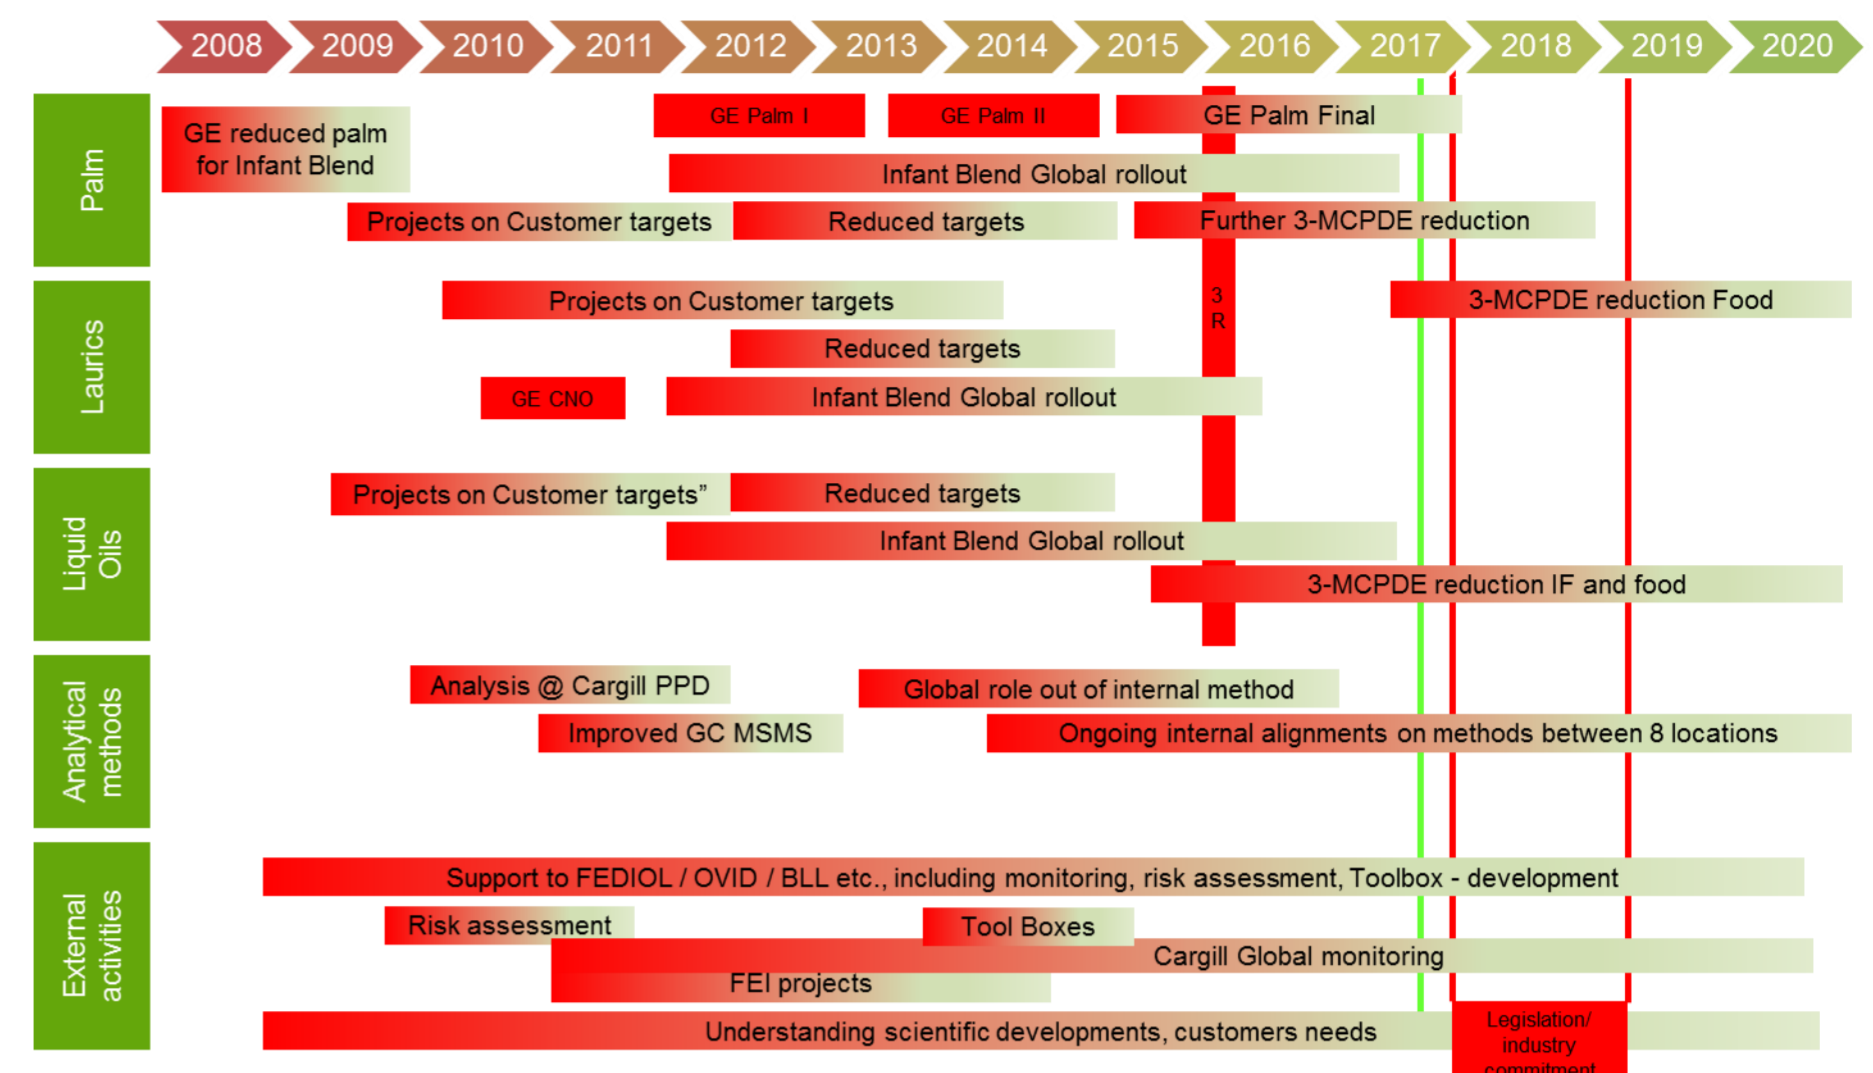 2008 2009 2010 2011 2012 2013 2014 2015 2016 2017 2018 2019 2020
Palm
GE reduced palm
for Infant Blend
GE Palm I
GE Palm II
GE Palm Final
Infant Blend Global rollout
Projects on Customer targets
Reduced targets
Further 3-MCPDE reduction
Laurics
Projects on Customer targets
3
R
3-MCPDE reduction Food
Reduced targets
GE CNO
Infant Blend Global rollout
Liquid
Oils
Projects on Customer targets”
Reduced targets
Infant Blend Global rollout
3-MCPDE reduction IF and food
Analytical
methods
Analysis @ Cargill PPD
Global role out of internal method
Improved GC MSMS
Ongoing internal alignments on methods between 8 locations
External
activities
Support to FEDIOL / OVID / BLL etc., including monitoring, risk assessment, Toolbox - development
Risk assessment
Tool Boxes
Cargill Global monitoring
FEI projects
Understanding scientific developments, customers needs
Legislation/
industry
commitment